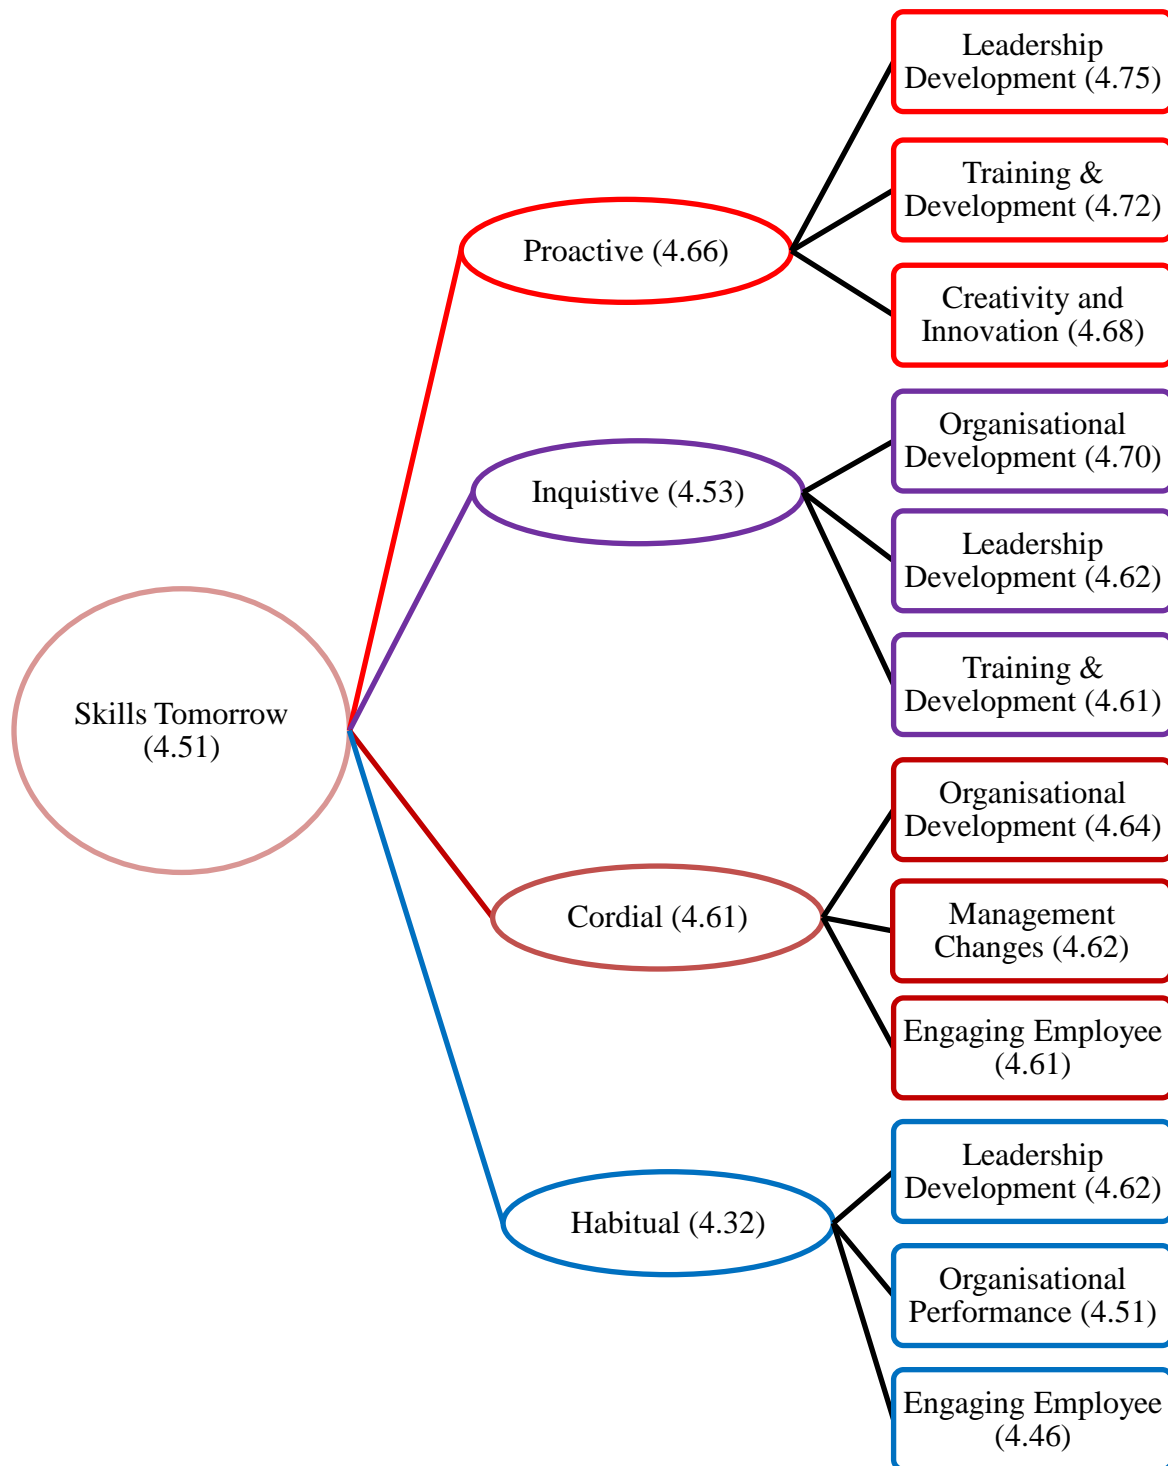 Leadership
Development (4.75)
Training &
Development (4.72)
Proactive (4.66)
Creativity and
Innovation (4.68)
Organisational
Development (4.70)
Inquistive (4.53)
Leadership
Development (4.62)
Training &
Development (4.61)
Skills Tomorrow
(4.51)
Organisational
Development (4.64)
Cordial (4.61)
Management
Changes (4.62)
Engaging Employee
(4.61)
Leadership
Development (4.62)
Habitual (4.32)
Organisational
Performance (4.51)
Engaging Employee
(4.46)